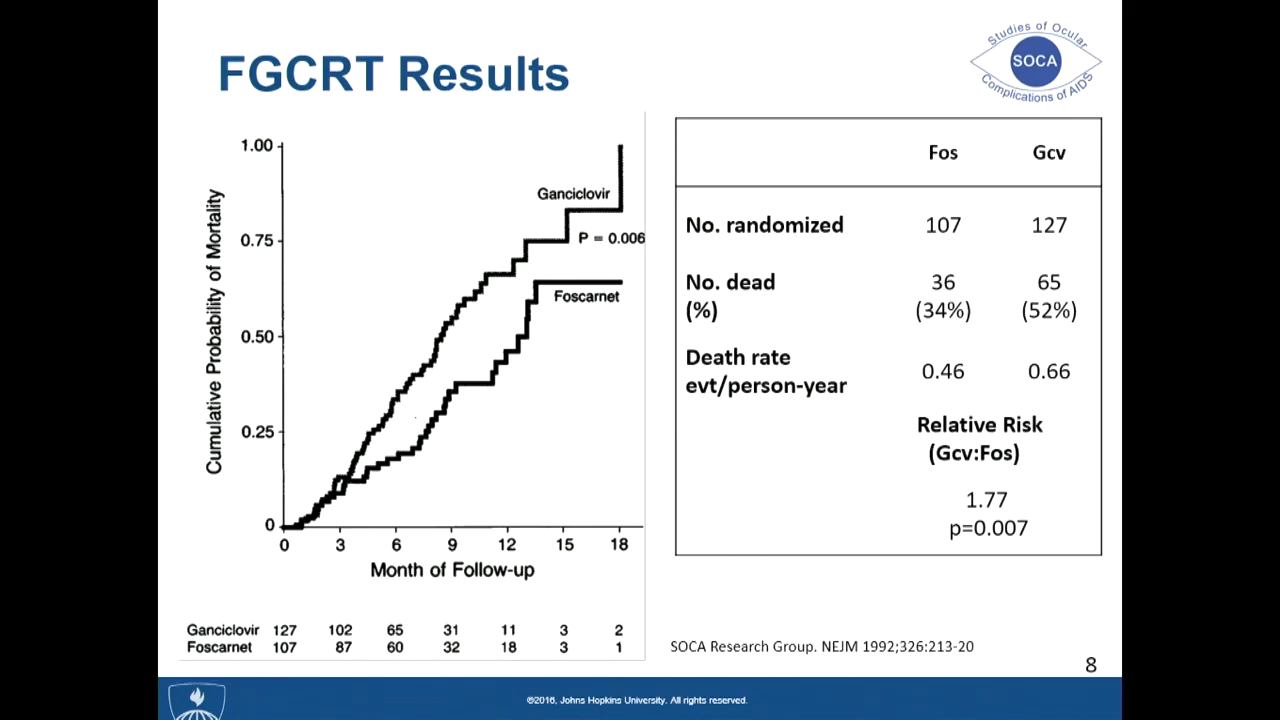 FGCRT Results
Studies of Ocular
SOCA
Complications of AIDS
Cumulative Probability of Mortality
1.00
0.75
0.50
0.25
0
Ganciclovir
P = 0.006
Foscarnet
0 3 6 9 12 15 18
Month of Follow-up
Ganciclovir 127 102 65 31 11 3 2
Foscarnet 107 87 60 32 18 3 1
Fos Gcv
No. randomized 107 127
No. dead 36 65
(%) (34%) (52%)
Death rate
evt/person-year 0.46 0.66
Relative Risk
(Gcv:Fos)
1.77
p=0.007
SOCA Research Group. NEJM 1992;326:213-20
8
©2016, Johns Hopkins University. All rights reserved.